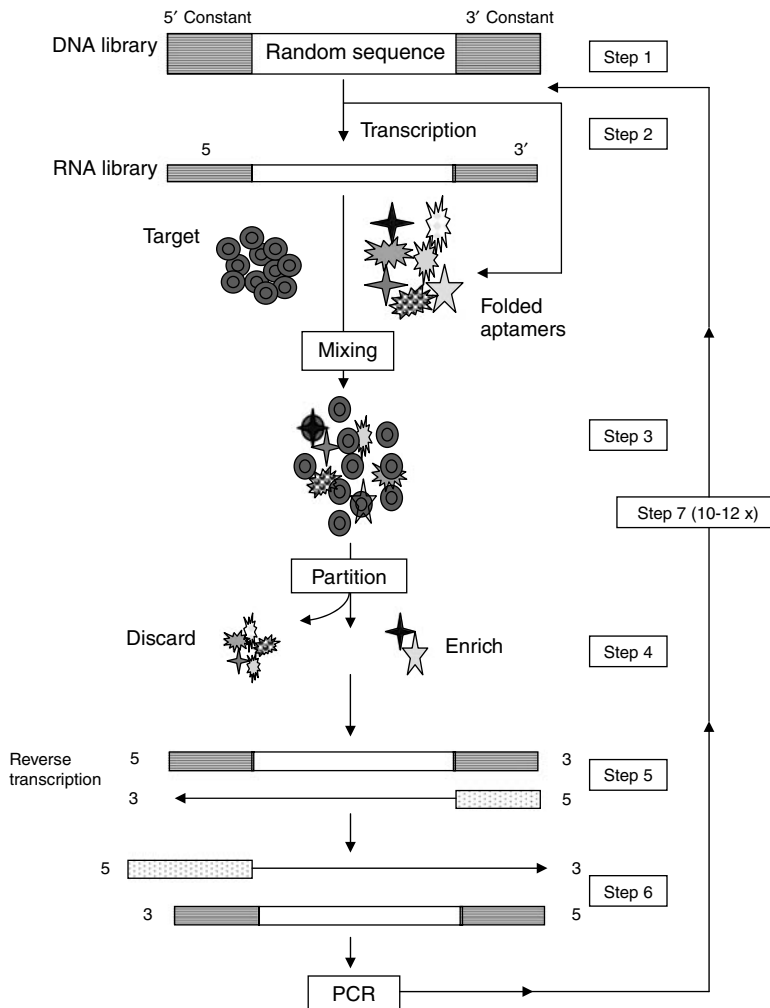 5′ Constant
3′ Constant
DNA library
Random sequence
Step 1
Transcription
Step 2
5
3′
RNA library
Target
Folded
aptamers
Mixing
Step 3
Step 7 (10-12 x)
Partition
Discard
Enrich
Step 4
Reverse
transcription
5
3
Step 5
3
5
5
3
Step 6
3
5
PCR